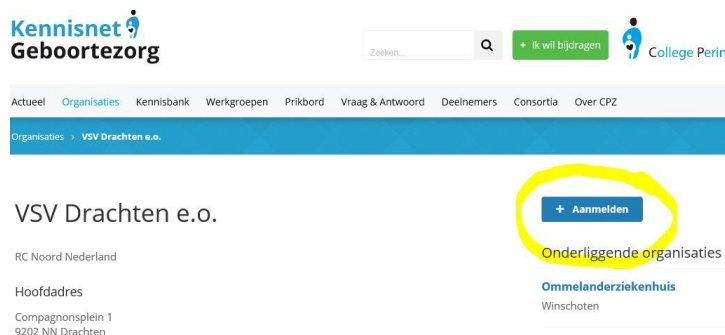 Kennisnet
Geboortezorg
Zoeken...
+ Ik wil bijdragen
College Perin
Actueel Organisaties Kennisbank Werkgroepen Prikbord Vraag & Antwoord Deelnemers Consortia Over CPZ
Organisaties › VSV Drachten e.o.
VSV Drachten e.o.
+ Aanmelden
RC Noord Nederland
Onderliggende organisaties
Hoofdadres
Ommelanderziekenhuis
Winschoten
Compagnonsplein 1
9202 NN Drachten